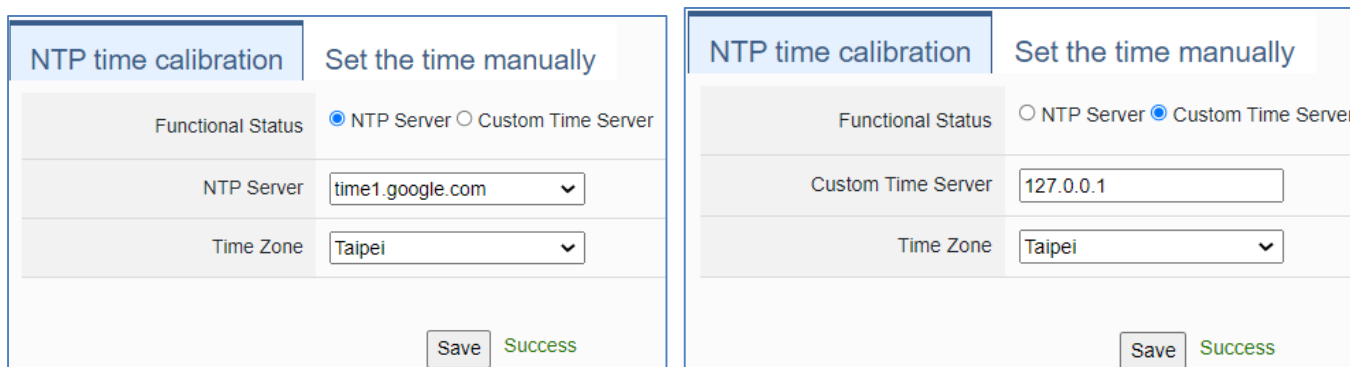 NTP time calibration Set the time manually
Functional Status NTP Server Custom Time Server
NTP Server time1.google.com
Time Zone Taipei
Save Success
NTP time calibration Set the time manually
Functional Status NTP Server Custom Time Server
Custom Time Server 127.0.0.1
Time Zone Taipei
Save Success